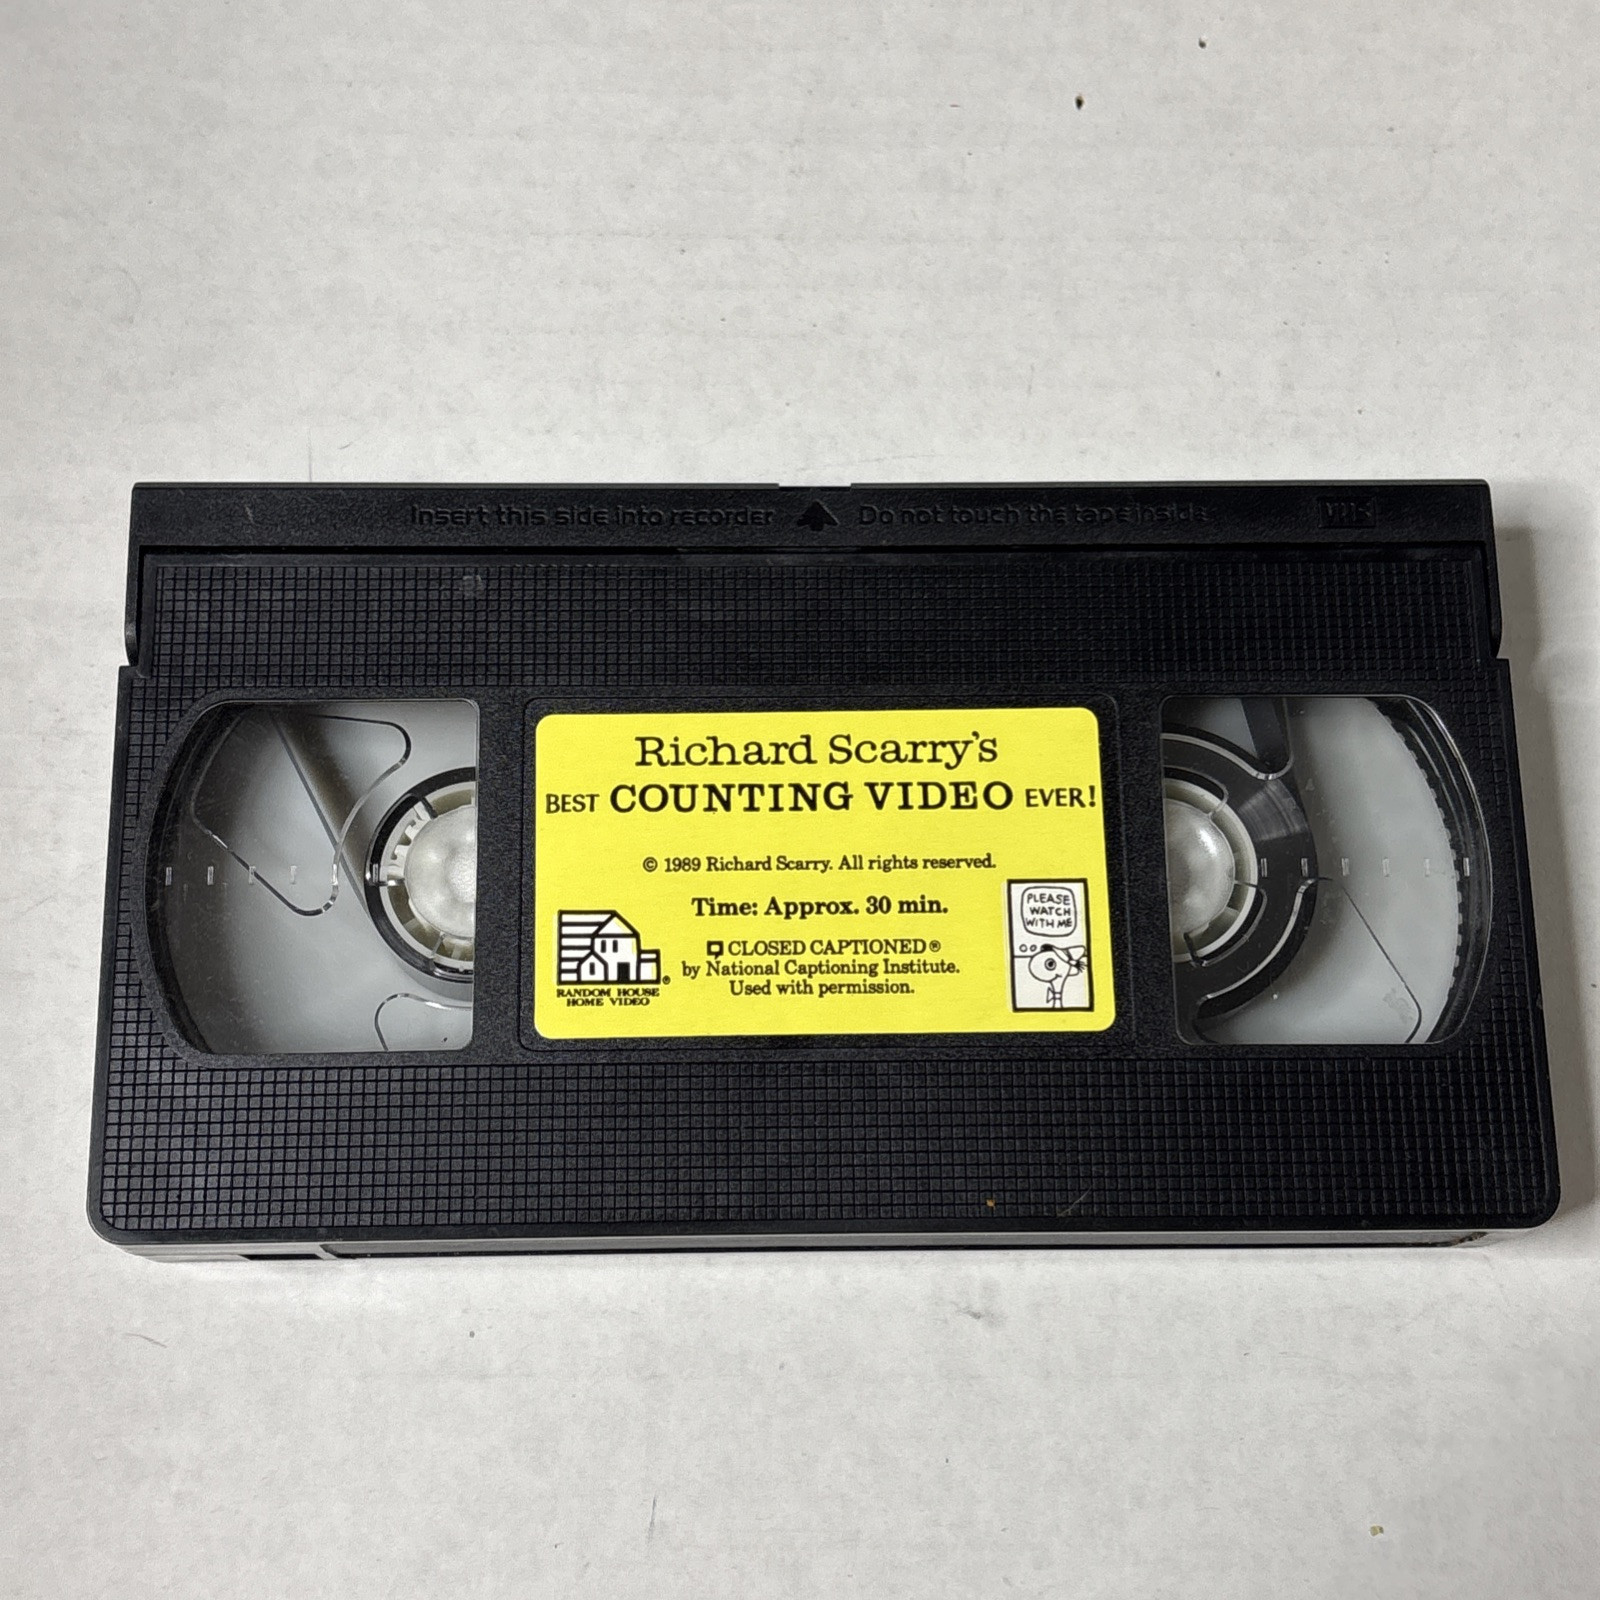 Insert this side into recorder Do not touch the tape inside VHS
Richard Scarry's
BEST COUNTING VIDEO EVER!
© 1989 Richard Scarry. All rights reserved.
Time: Approx. 30 min.
CLOSED CAPTIONED®
by National Captioning Institute.
Used with permission.
RANDOM HOUSE ®
HOME VIDEO
PLEASE
WATCH
WITH ME